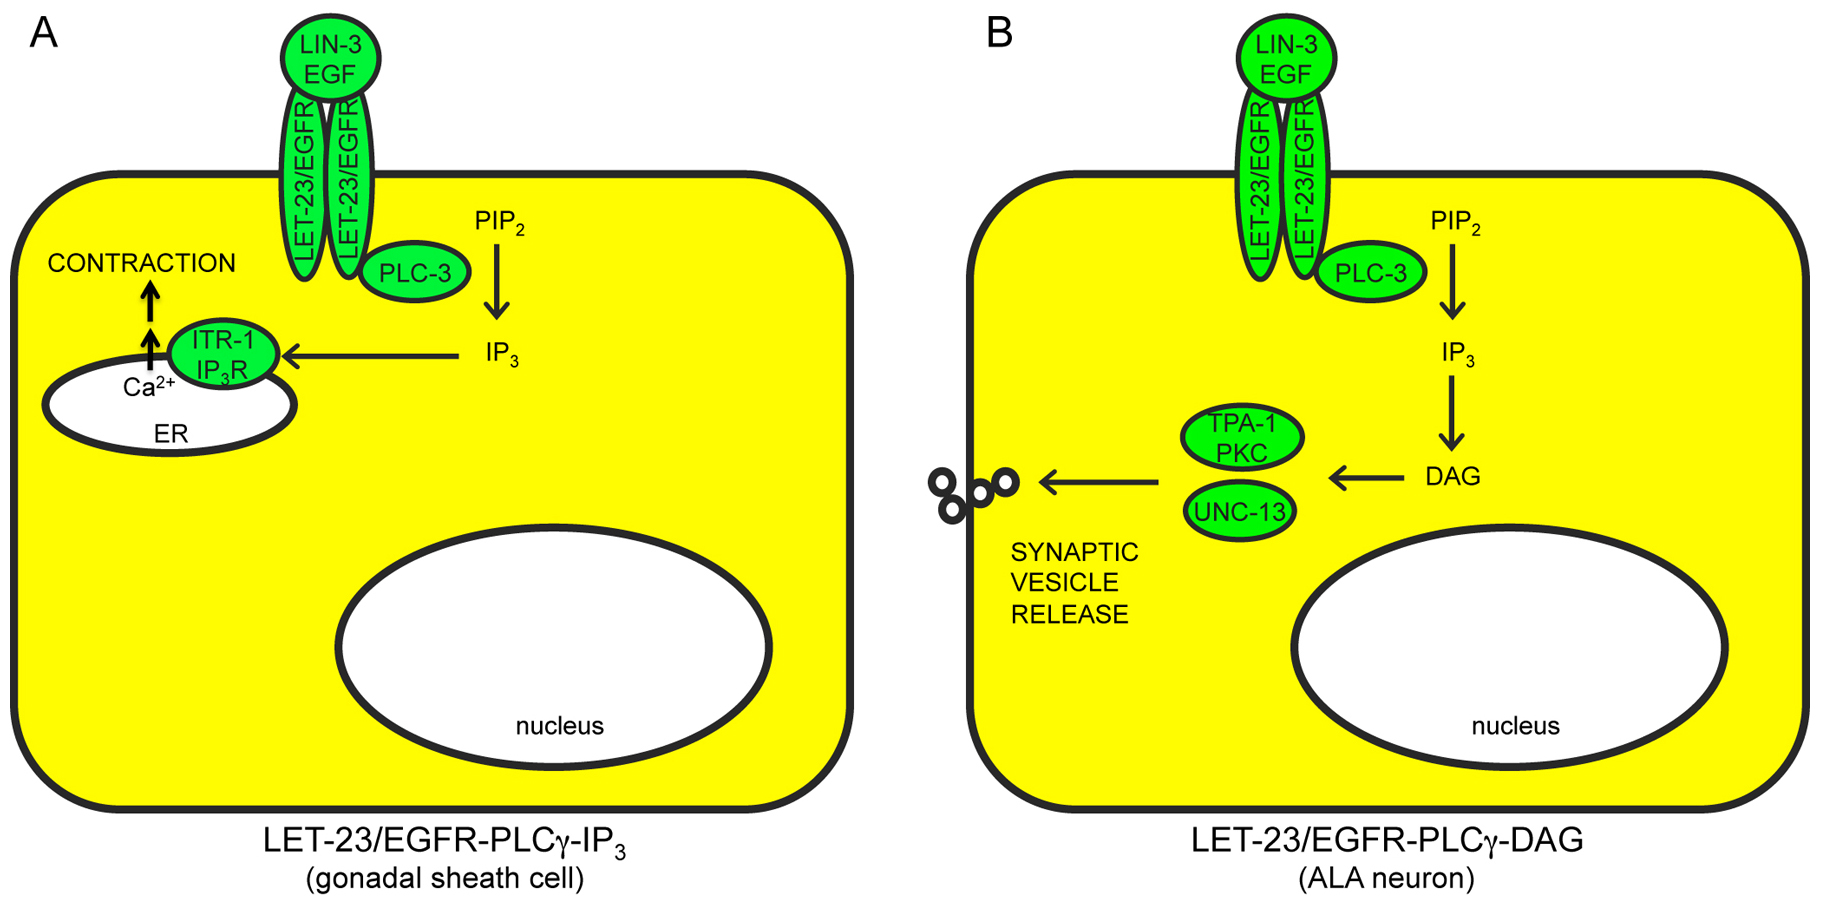 A
LIN-3
EGF
LET-23/EGFR
LET-23/EGFR
PIP₂
CONTRACTION
PLC-3
ITR-1
IP₃R
IP₃
Ca²⁺
ER
nucleus
LET-23/EGFR-PLCγ-IP₃
(gonadal sheath cell)
B
LIN-3
EGF
LET-23/EGFR
LET-23/EGFR
PIP₂
PLC-3
IP₃
TPA-1
PKC
DAG
UNC-13
SYNAPTIC
VESICLE
RELEASE
nucleus
LET-23/EGFR-PLCγ-DAG
(ALA neuron)